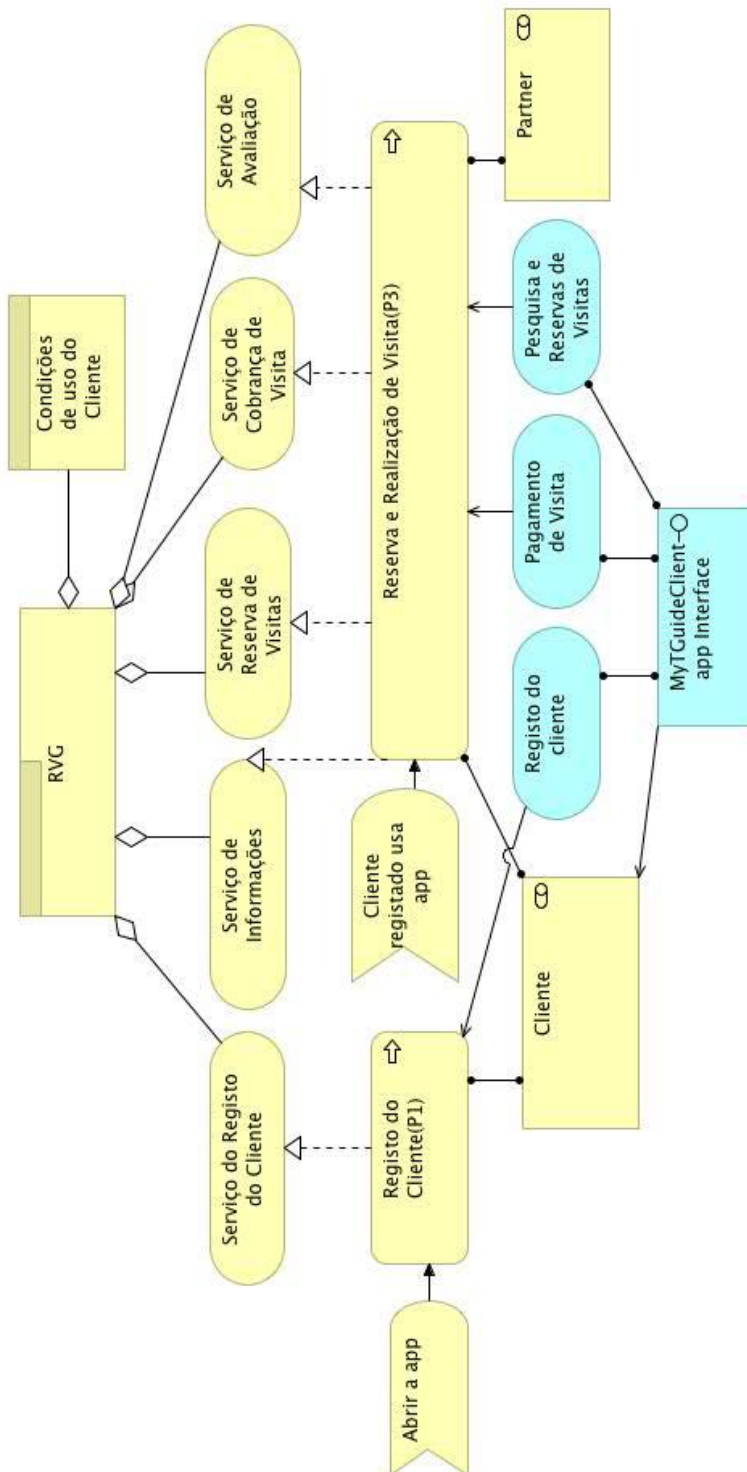 RVG
Condições
de uso do
Cliente
Serviço do Registo
do Cliente
Serviço de
Informações
Serviço de
Reserva de
Visitas
Serviço de
Cobrança de
Visita
Serviço de
Avaliação
Abrir a app
Registo do
Cliente(P1)
Cliente
registado usa
app
Reserva e Realização de Visita(P3)
Cliente
Registo do
cliente
Pagamento
de Visita
Pesquisa e
Reservas de
Visitas
Partner
MyTGuideClient
app Interface